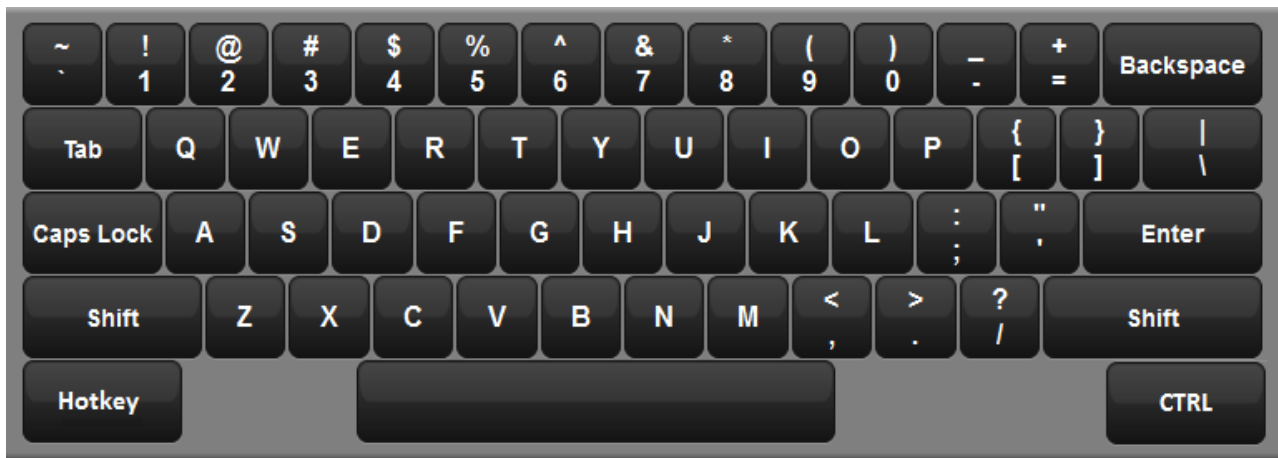 ~ ! @ # $ % ^ & * ( ) _ +
` 1 2 3 4 5 6 7 8 9 0 - = Backspace
Tab Q W E R T Y U I O P { } |
[ ] \
Caps Lock A S D F G H J K L : " Enter
; '
Shift Z X C V B N M < > ? Shift
, . /
Hotkey CTRL